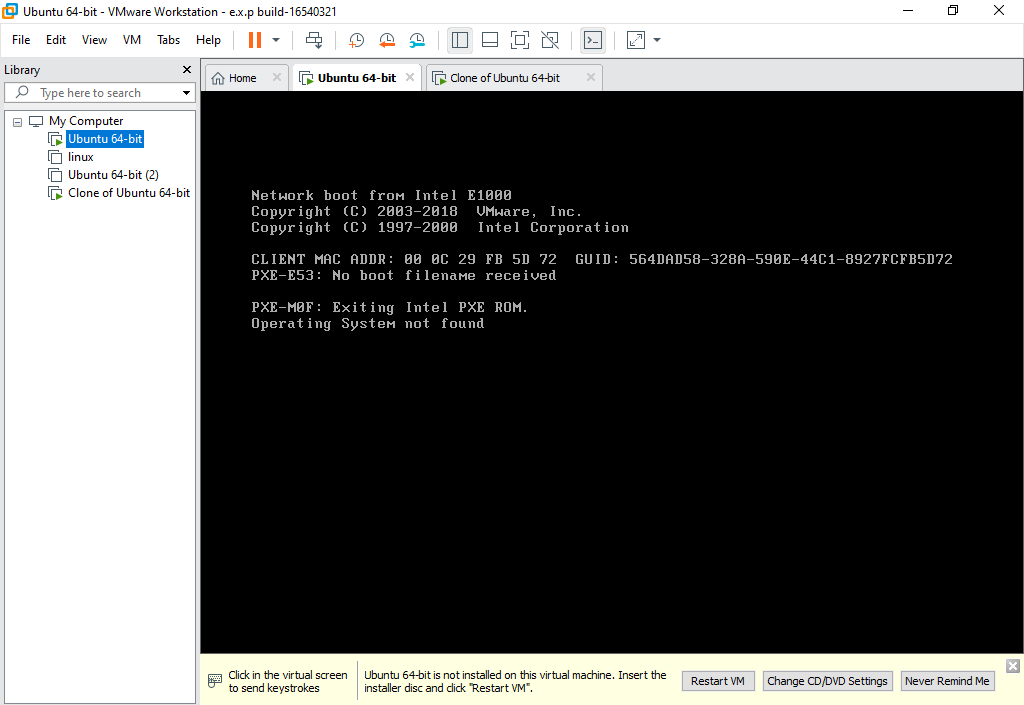 Ubuntu 64-bit - VMware Workstation - e.x.p build-16540321
File Edit View VM Tabs Help
Library
Type here to search
My Computer
Ubuntu 64-bit
linux
Ubuntu 64-bit (2)
Clone of Ubuntu 64-bit
Home Ubuntu 64-bit Clone of Ubuntu 64-bit
Network boot from Intel E1000
Copyright (C) 2003-2018 VMware, Inc.
Copyright (C) 1997-2000 Intel Corporation
CLIENT MAC ADDR: 00 0C 29 FB 5D 72 GUID: 564DAD58-328A-590E-44C1-8927FCFB5D72
PXE-E53: No boot filename received
PXE-M0F: Exiting Intel PXE ROM.
Operating System not found
Click in the virtual screen
to send keystrokes
Ubuntu 64-bit is not installed on this virtual machine. Insert the
installer disc and click "Restart VM".
Restart VM Change CD/DVD Settings Never Remind Me